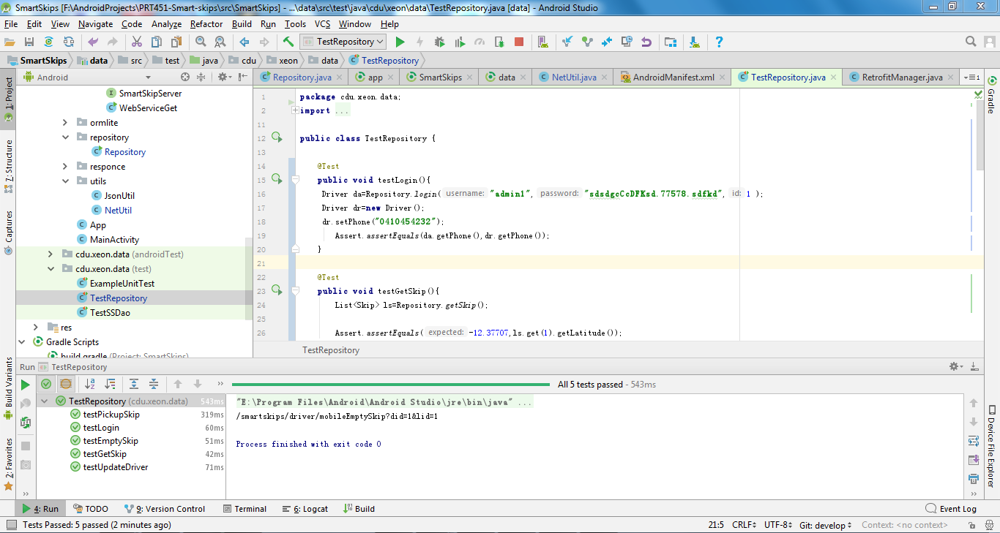 SmartSkips [F:\AndroidProjects\PRT451-Smart-skips\src\SmartSkips] - ...\data\src\test\java\cdu\xeon\data\TestRepository.java [data] - Android Studio
File Edit View Navigate Code Analyze Refactor Build Run Tools VCS Window Help
TestRepository
SmartSkips data src test java cdu xeon data TestRepository
1: Project
7: Structure
Captures
Build Variants
2: Favorites
Android
Repository.java app SmartSkips data NetUtil.java AndroidManifest.xml TestRepository.java RetrofitManager.java 1
SmartSkipServer
WebServiceGet
ormlite
repository
Repository
responce
utils
JsonUtil
NetUtil
App
MainActivity
cdu.xeon.data (androidTest)
cdu.xeon.data (test)
ExampleUnitTest
TestRepository
TestSSDao
res
Gradle Scripts
build.gradle (Project: SmartSkips)
1 package cdu.xeon.data;
2 import ...
11
12 public class TestRepository {
13
14 @Test
15 public void testLogin(){
16 Driver da=Repository.login( username: "admin1", password: "sdsdgcCcDFKsd.77578.sdfkd", id: 1 );
17 Driver dr=new Driver();
18 dr.setPhone("0410454232");
19 Assert.assertEquals(da.getPhone(),dr.getPhone());
20 }
21
22 @Test
23 public void testGetSkip(){
24 List<Skip> ls=Repository.getSkip();
25
26 Assert.assertEquals( expected: -12.37707,ls.get(1).getLatitude());
TestRepository
Gradle
Device File Explorer
Run TestRepository
All 5 tests passed - 543ms
TestRepository (cdu.xeon.data) 543ms
testPickupSkip 319ms
testLogin 60ms
testEmptySkip 51ms
testGetSkip 42ms
testUpdateDriver 71ms
"E:\Program Files\Android\Android Studio\jre\bin\java" ...
/smartskips/driver/mobileEmptySkip?did=1&lid=1
Process finished with exit code 0
4: Run TODO 9: Version Control Terminal 6: Logcat Build Event Log
Tests Passed: 5 passed (2 minutes ago) 21:5 CRLF UTF-8 Git: develop Context: <no context>